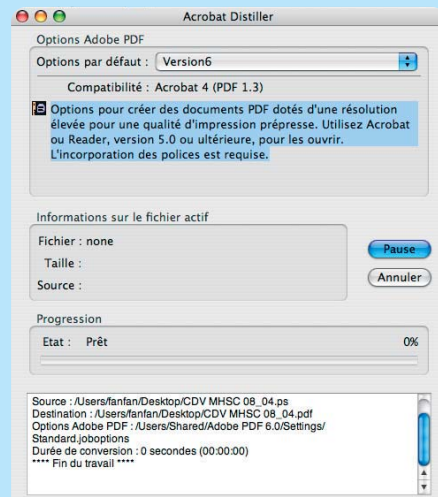 Acrobat Distiller
Options Adobe PDF
Options par défaut : Version6
Compatibilité : Acrobat 4 (PDF 1.3)
Options pour créer des documents PDF dotés d'une résolution
élevée pour une qualité d'impression prépresse. Utilisez Acrobat
ou Reader, version 5.0 ou ultérieure, pour les ouvrir.
L'incorporation des polices est requise.
Informations sur le fichier actif
Fichier : none
Taille :
Source :
Pause
Annuler
Progression
Etat : Prêt 0%
Source : /Users/fanfan/Desktop/CDV MHSC 08_04.ps
Destination : /Users/fanfan/Desktop/CDV MHSC 08_04.pdf
Options Adobe PDF : /Users/Shared/Adobe PDF 6.0/Settings/
Standard.joboptions
Durée de conversion : 0 secondes (00:00:00)
**** Fin du travail ****